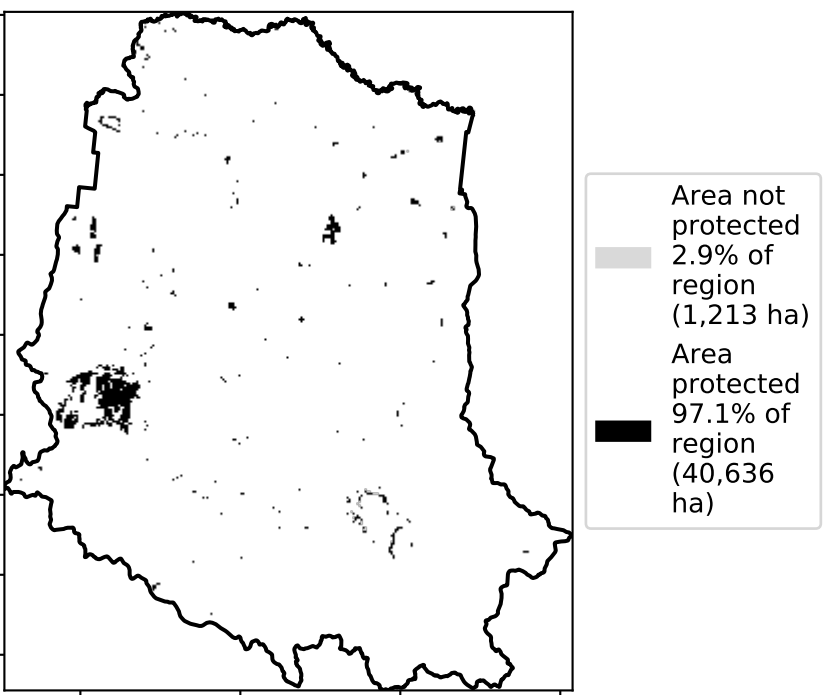 Area not
protected
2.9% of
region
(1,213 ha)
Area
protected
97.1% of
region
(40,636
ha)